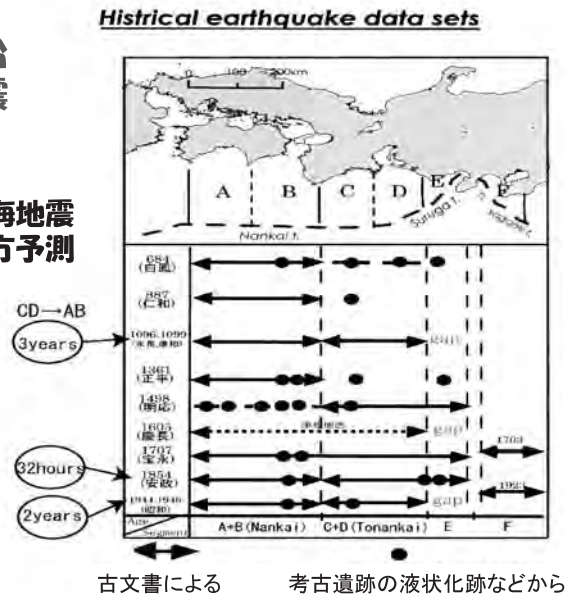 Histrical earthquake data sets
震
海地震
方予測
0 100 200km
A B C D E F
Nankai t.
Suruga t.
684
(白鳳)
887
(仁和)
CD→AB
3years
1096,1099
(永長,康和)
gap
1361
(正平)
1498
(明応)
1605
(慶長)
gap
1707
(宝永)
1703
32hours
1854
(安政)
1923
2years
1944,1946
(昭和)
gap
Age
Segment
A+B(Nankai) C+D(Tonankai) E F
古文書による 考古遺跡の液状化跡などから